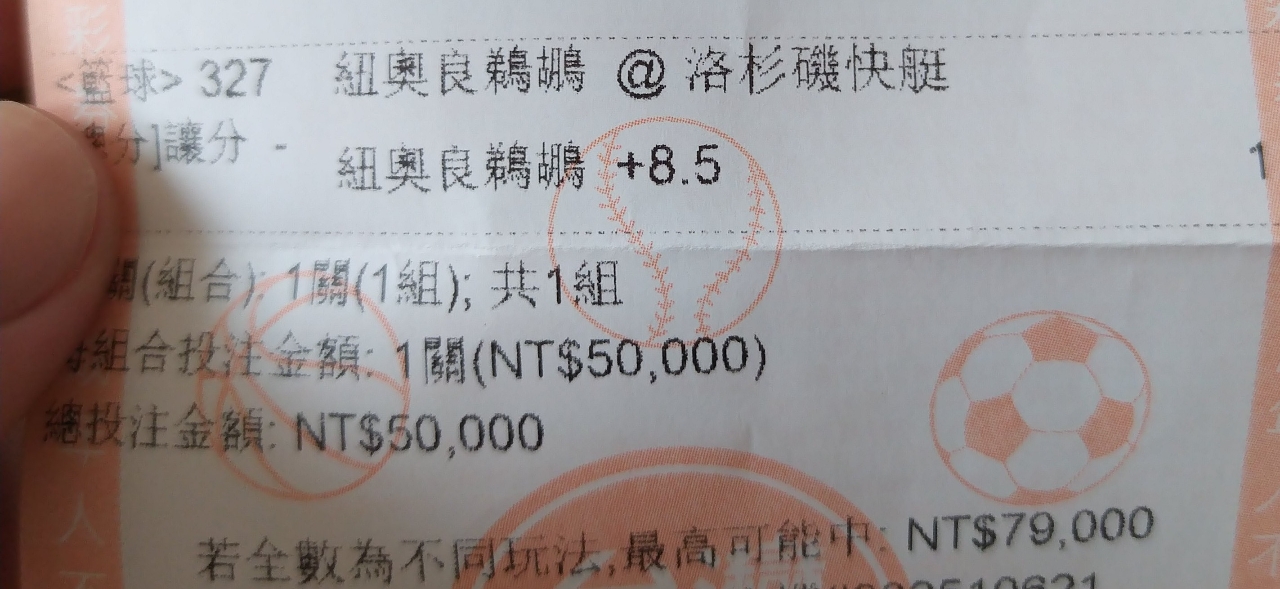 <籃球> 327 紐奧良鵜鶘 @ 洛杉磯快艇
分]讓分 - 紐奧良鵜鶘 +8.5 1
關(組合): 1關(1組); 共1組
組合投注金額: 1關(NT$50,000)
總投注金額: NT$50,000
若全數為不同玩法,最高可能中: NT$79,000